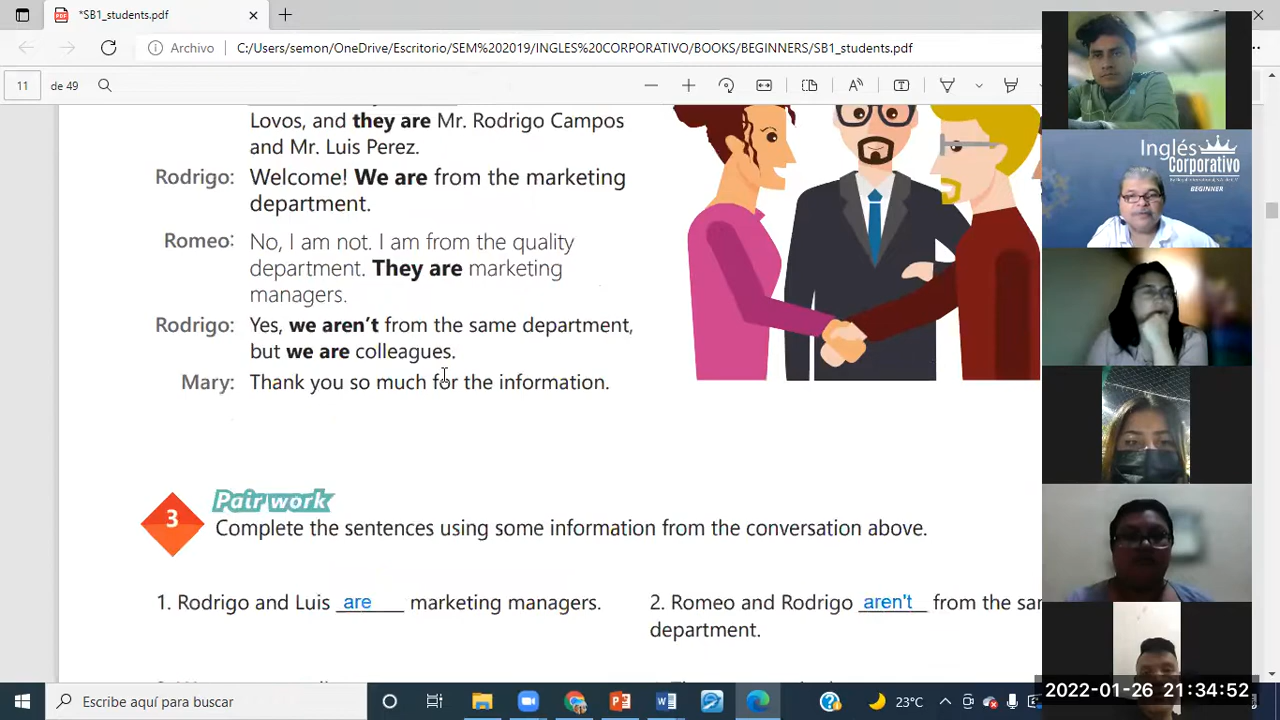 *SB1_students.PDF
Archivo C:/Users/semon/OneDrive/Escritorio/SEM%202019/INGLES%20CORPORATIVO/BOOKS/BEGINNERS/SB1_students.pdf
11 de 49
Lovos, and they are Mr. Rodrigo Campos
and Mr. Luis Perez.
Rodrigo: Welcome! We are from the marketing
department.
Romeo: No, I am not. I am from the quality
department. They are marketing
managers.
Rodrigo: Yes, we aren't from the same department,
but we are colleagues.
Mary: Thank you so much for the information.
3 Pair work
Complete the sentences using some information from the conversation above.
1. Rodrigo and Luis are marketing managers.
2. Romeo and Rodrigo aren't from the
department.
Inglés
Corporativo
BEGINNER
Escribe aquí para buscar
23°C
2022-01-26 21:34:52